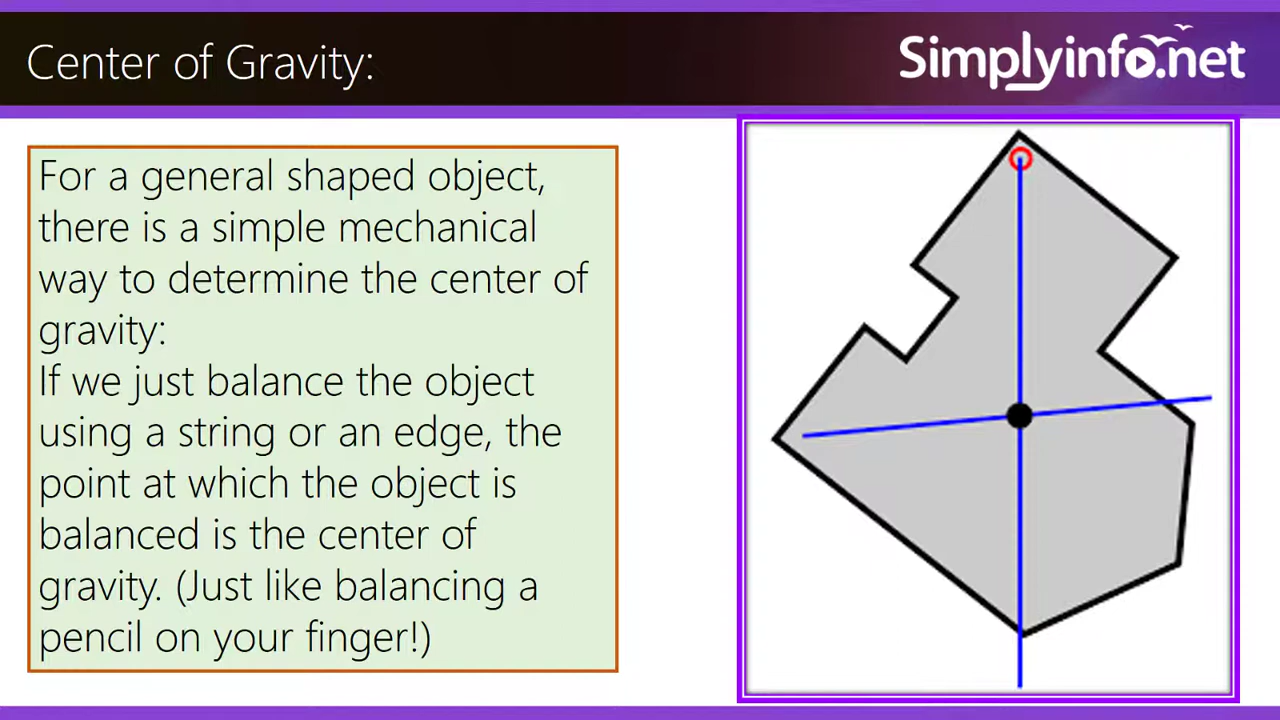 Center of Gravity:
Simplyinfo.net
For a general shaped object,
there is a simple mechanical
way to determine the center of
gravity:
If we just balance the object
using a string or an edge, the
point at which the object is
balanced is the center of
gravity. (Just like balancing a
pencil on your finger!)